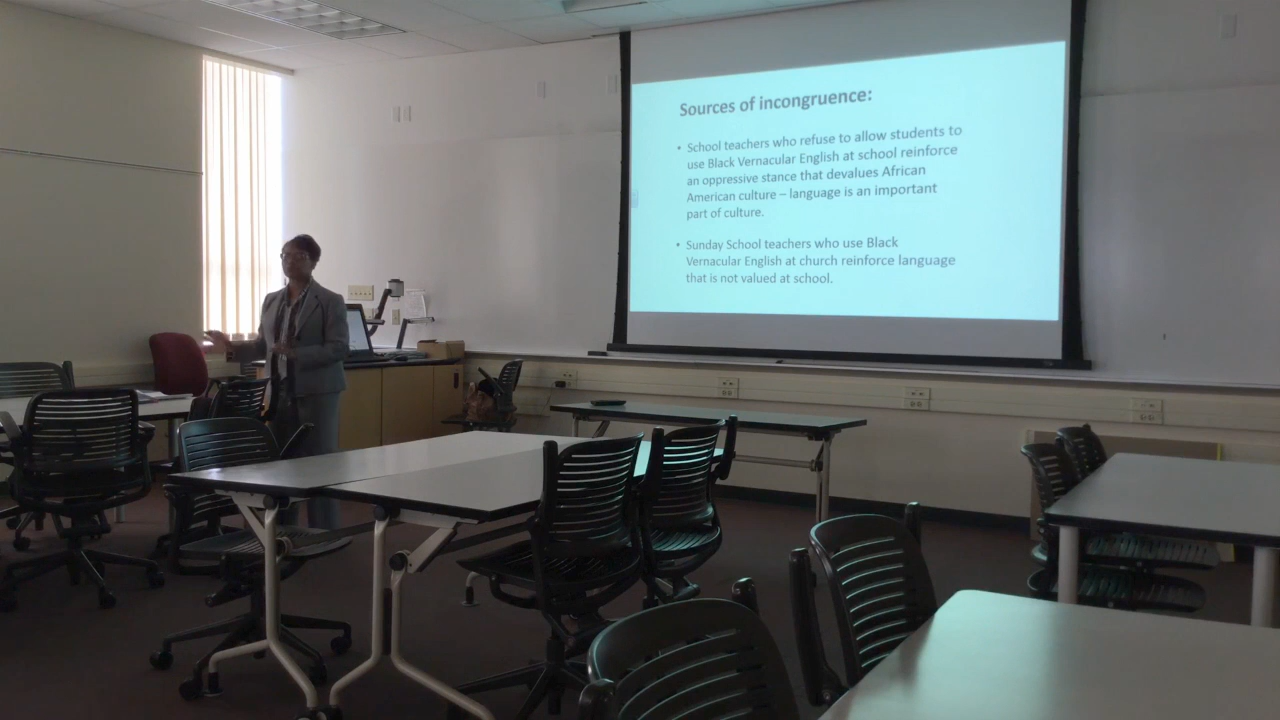 Sources of incongruence:
• School teachers who refuse to allow students to
use Black Vernacular English at school reinforce
an oppressive stance that devalues African
American culture – language is an important
part of culture.
• Sunday School teachers who use Black
Vernacular English at church reinforce language
that is not valued at school.